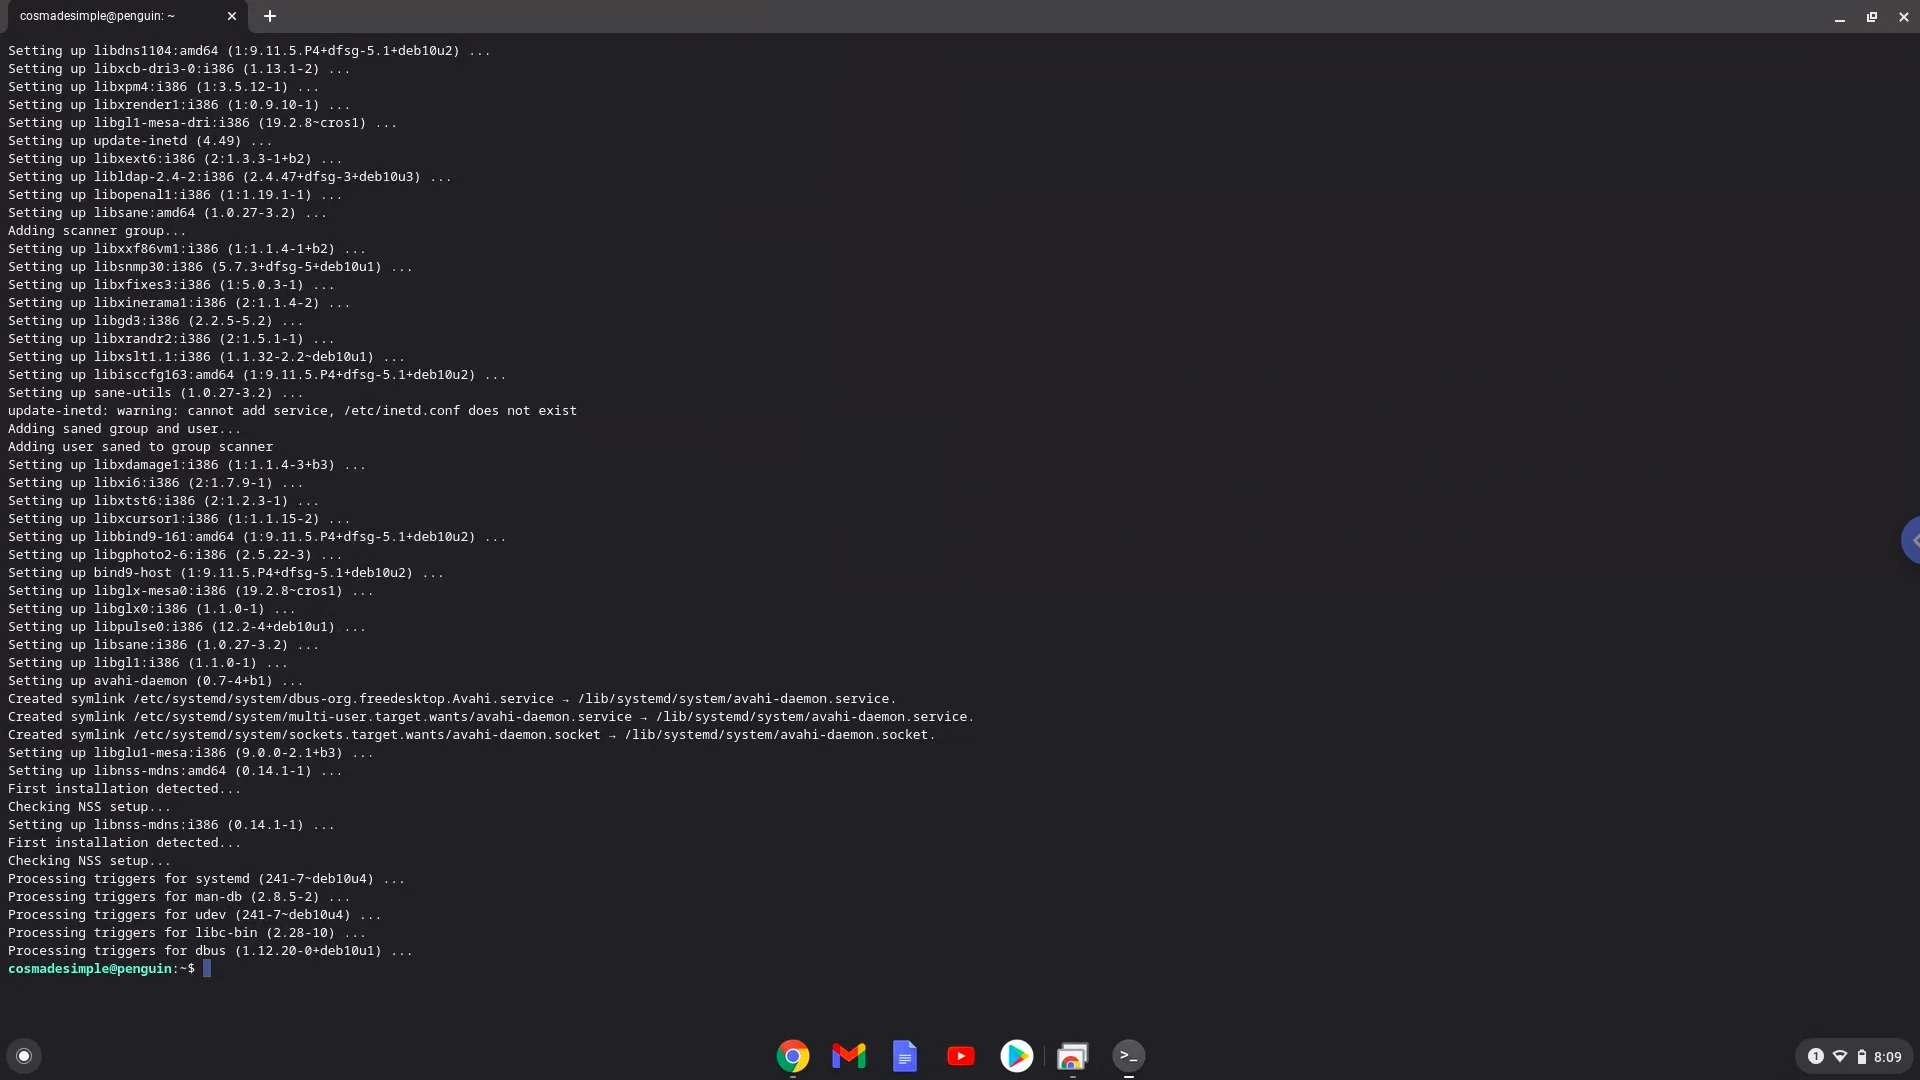 cosmadesimple@penguin: ~
Setting up libdns1104:amd64 (1:9.11.5.P4+dfsg-5.1+deb10u2) ...
Setting up libxcb-dri3-0:i386 (1.13.1-2) ...
Setting up libxpm4:i386 (1:3.5.12-1) ...
Setting up libxrender1:i386 (1:0.9.10-1) ...
Setting up libgl1-mesa-dri:i386 (19.2.8~cros1) ...
Setting up update-inetd (4.49) ...
Setting up libxext6:i386 (2:1.3.3-1+b2) ...
Setting up libldap-2.4-2:i386 (2.4.47+dfsg-3+deb10u3) ...
Setting up libopenal1:i386 (1:1.19.1-1) ...
Setting up libsane:amd64 (1.0.27-3.2) ...
Adding scanner group...
Setting up libxxf86vm1:i386 (1:1.1.4-1+b2) ...
Setting up libsnmp30:i386 (5.7.3+dfsg-5+deb10u1) ...
Setting up libxfixes3:i386 (1:5.0.3-1) ...
Setting up libxinerama1:i386 (2:1.1.4-2) ...
Setting up libgd3:i386 (2.2.5-5.2) ...
Setting up libxrandr2:i386 (2:1.5.1-1) ...
Setting up libxslt1.1:i386 (1.1.32-2.2~deb10u1) ...
Setting up libisccfg163:amd64 (1:9.11.5.P4+dfsg-5.1+deb10u2) ...
Setting up sane-utils (1.0.27-3.2) ...
update-inetd: warning: cannot add service, /etc/inetd.conf does not exist
Adding saned group and user...
Adding user saned to group scanner
Setting up libxdamage1:i386 (1:1.1.4-3+b3) ...
Setting up libxi6:i386 (2:1.7.9-1) ...
Setting up libxtst6:i386 (2:1.2.3-1) ...
Setting up libxcursor1:i386 (1:1.1.15-2) ...
Setting up libbind9-161:amd64 (1:9.11.5.P4+dfsg-5.1+deb10u2) ...
Setting up libgphoto2-6:i386 (2.5.22-3) ...
Setting up bind9-host (1:9.11.5.P4+dfsg-5.1+deb10u2) ...
Setting up libglx-mesa0:i386 (19.2.8~cros1) ...
Setting up libglx0:i386 (1.1.0-1) ...
Setting up libpulse0:i386 (12.2-4+deb10u1) ...
Setting up libsane:i386 (1.0.27-3.2) ...
Setting up libgl1:i386 (1.1.0-1) ...
Setting up avahi-daemon (0.7-4+b1) ...
Created symlink /etc/systemd/system/dbus-org.freedesktop.Avahi.service → /lib/systemd/system/avahi-daemon.service.
Created symlink /etc/systemd/system/multi-user.target.wants/avahi-daemon.service → /lib/systemd/system/avahi-daemon.service.
Created symlink /etc/systemd/system/sockets.target.wants/avahi-daemon.socket → /lib/systemd/system/avahi-daemon.socket.
Setting up libglu1-mesa:i386 (9.0.0-2.1+b3) ...
Setting up libnss-mdns:amd64 (0.14.1-1) ...
First installation detected...
Checking NSS setup...
Setting up libnss-mdns:i386 (0.14.1-1) ...
First installation detected...
Checking NSS setup...
Processing triggers for systemd (241-7~deb10u4) ...
Processing triggers for man-db (2.8.5-2) ...
Processing triggers for udev (241-7~deb10u4) ...
Processing triggers for libc-bin (2.28-10) ...
Processing triggers for dbus (1.12.20-0+deb10u1) ...
cosmadesimple@penguin:~$
>_
1 8:09